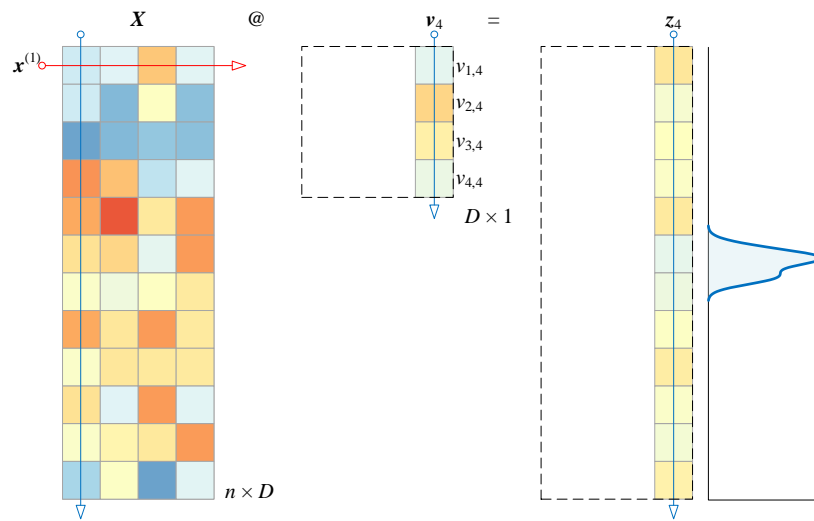 X @ v₄ = z₄
x⁽¹⁾
v₁,₄
v₂,₄
v₃,₄
v₄,₄
D × 1
n × D